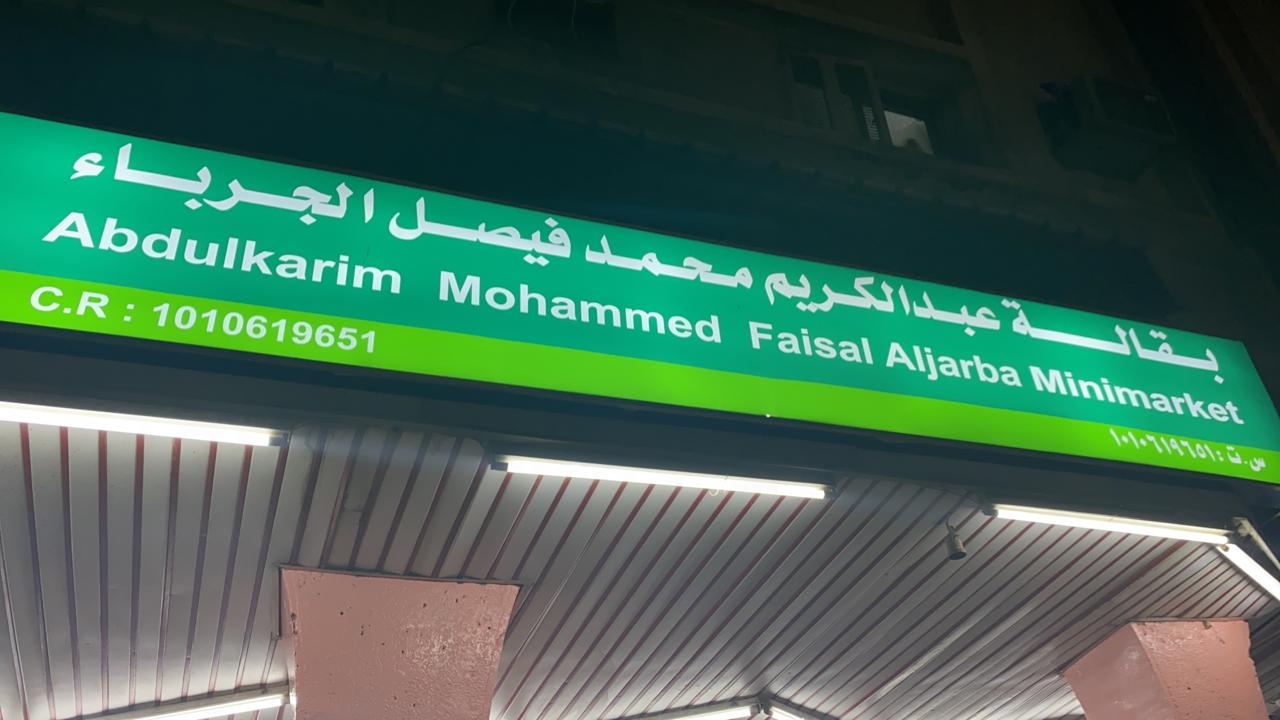 بقالة عبدالكريم محمد فيصل الجرباء
Abdulkarim Mohammed Faisal Aljarba Minimarket
C.R : 1010619651
س.ت : ١٠١٠٦١٩٦٥١